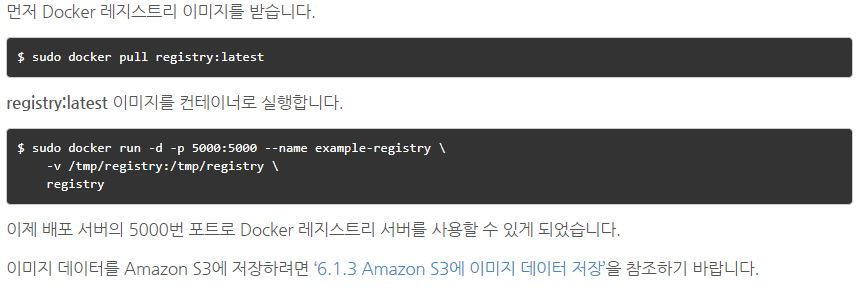 먼저 Docker 레지스트리 이미지를 받습니다.
$ sudo docker pull registry:latest
registry:latest 이미지를 컨테이너로 실행합니다.
$ sudo docker run -d -p 5000:5000 --name example-registry \
    -v /tmp/registry:/tmp/registry \
    registry
이제 배포 서버의 5000번 포트로 Docker 레지스트리 서버를 사용할 수 있게 되었습니다.
이미지 데이터를 Amazon S3에 저장하려면 ‘6.1.3 Amazon S3에 이미지 데이터 저장’을 참조하기 바랍니다.